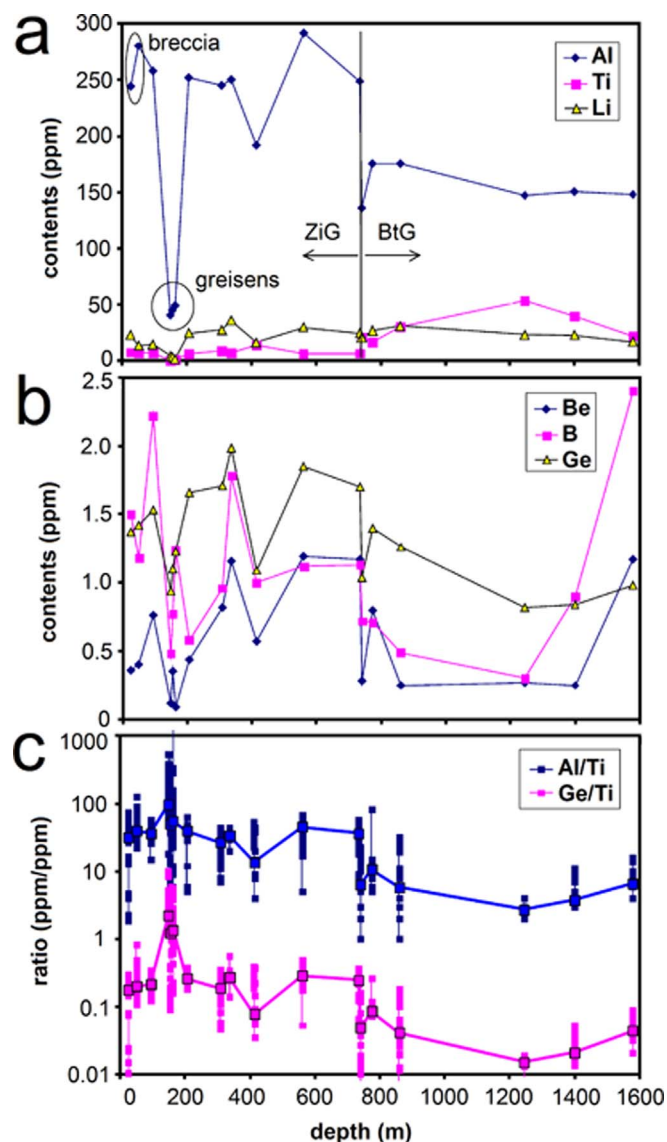 a
300
250
200
150
100
50
0
contents (ppm)
breccia
greisens
ZiG
BtG
Al
Ti
Li
b
2.5
2.0
1.5
1.0
0.5
0
contents (ppm)
Be
B
Ge
c
1000
100
10
1
0.1
0.01
ratio (ppm/ppm)
Al/Ti
Ge/Ti
0 200 400 600 800 1000 1200 1400 1600
depth (m)